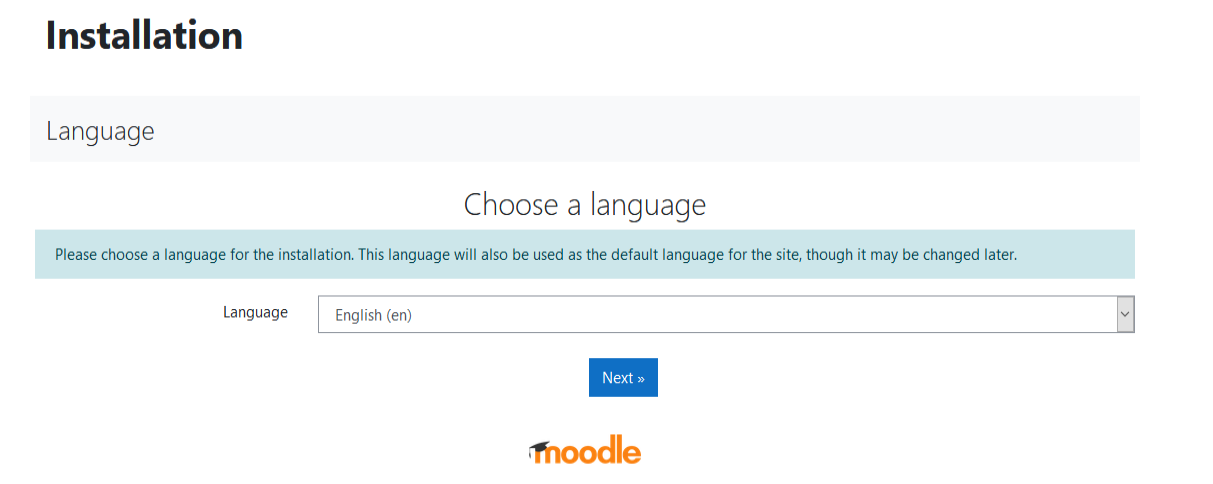 Installation
Language
Choose a language
Please choose a language for the installation. This language will also be used as the default language for the site, though it may be changed later.
Language English (en)
Next »
moodle